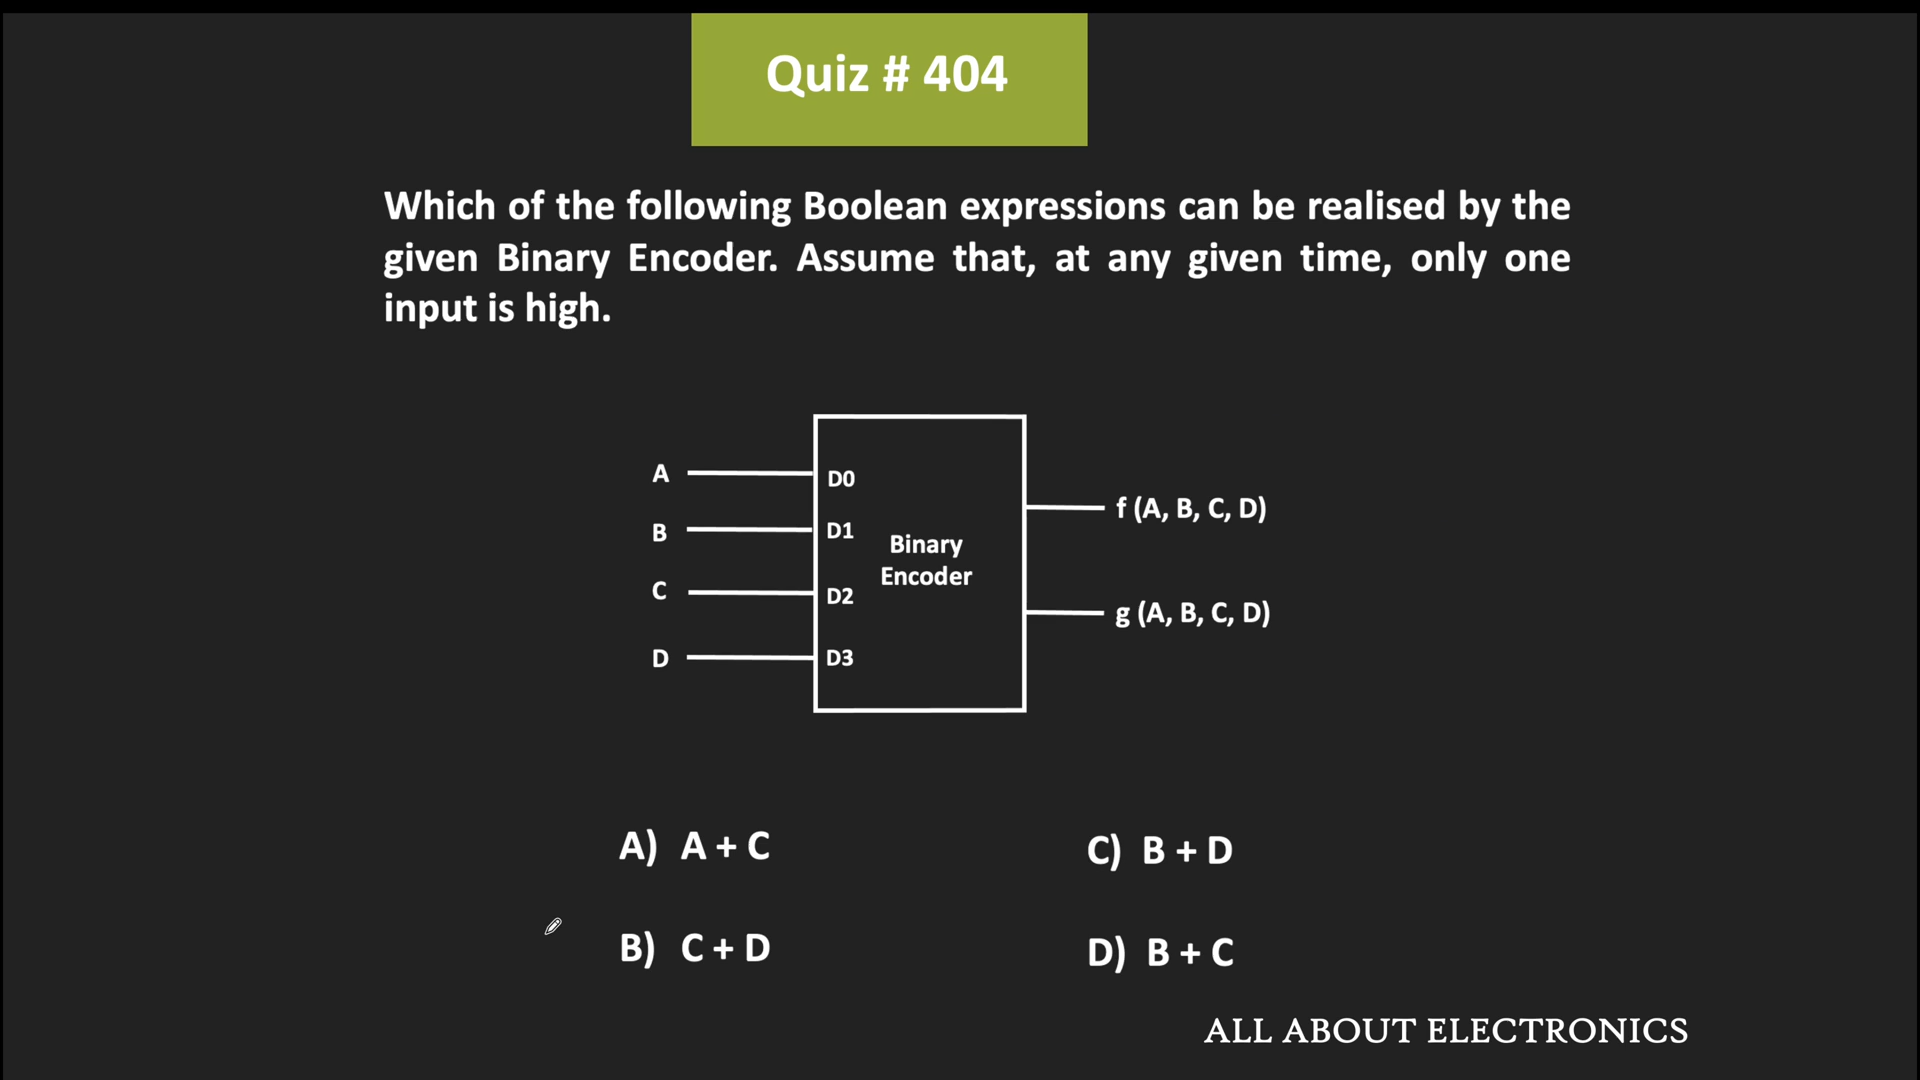 Quiz # 404
Which of the following Boolean expressions can be realised by the
given Binary Encoder. Assume that, at any given time, only one
input is high.
A
D0
f (A, B, C, D)
B
D1
Binary
Encoder
C
D2
g (A, B, C, D)
D
D3
A) A + C
C) B + D
B) C + D
D) B + C
ALL ABOUT ELECTRONICS